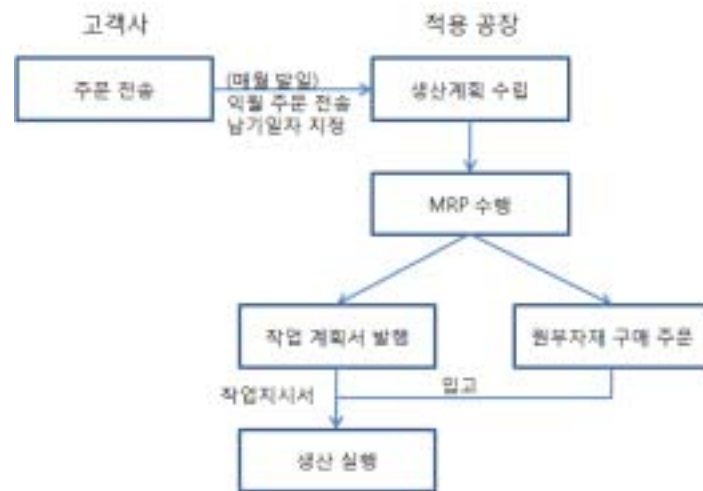 고객사
적용 공장
주문 전송
(매월 말일)
익월 주문 전송
납기일자 지정
생산계획 수립
MRP 수행
작업 계획서 발행
원부자재 구매 주문
작업지시서
입고
생산 실행